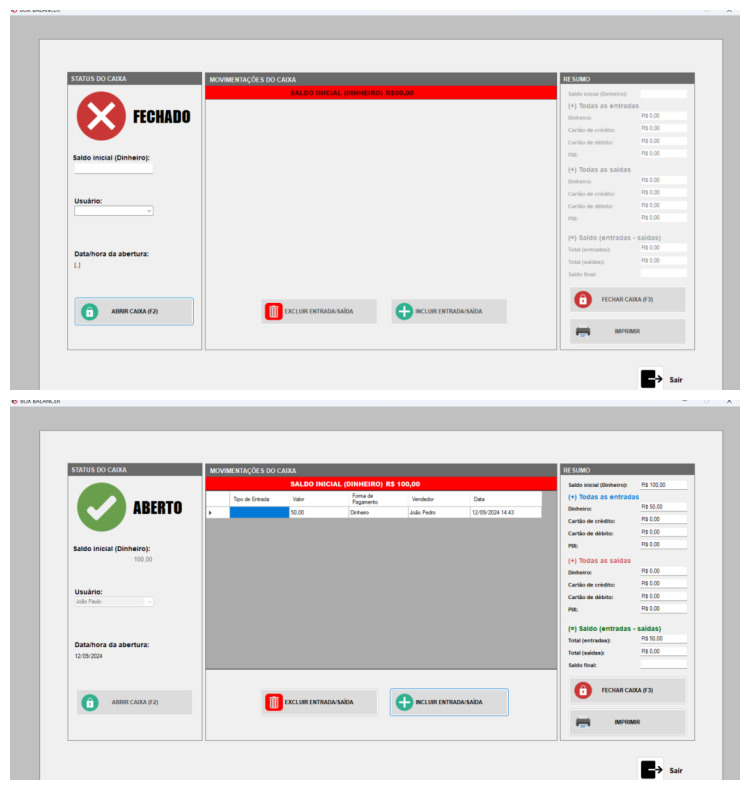 BOX BALANCER
STATUS DO CAIXA
FECHADO
Saldo inicial (Dinheiro):
Usuário:
Data/hora da abertura:
[.]
ABRIR CAIXA (F2)
MOVIMENTAÇÕES DO CAIXA
SALDO INICIAL (DINHEIRO) R$00,00
EXCLUIR ENTRADA/SAÍDA
INCLUIR ENTRADA/SAÍDA
RESUMO
Saldo inicial (Dinheiro):
(+) Todas as entradas
Dinheiro: R$ 0,00
Cartão de crédito: R$ 0,00
Cartão de débito: R$ 0,00
PIX: R$ 0,00
(+) Todas as saídas
Dinheiro: R$ 0,00
Cartão de crédito: R$ 0,00
Cartão de débito: R$ 0,00
PIX: R$ 0,00
(=) Saldo (entradas - saídas)
Total (entradas): R$ 0,00
Total (saídas): R$ 0,00
Saldo final:
FECHAR CAIXA (F3)
IMPRIMIR
Sair
BOX BALANCER
STATUS DO CAIXA
ABERTO
Saldo inicial (Dinheiro):
100,00
Usuário:
João Paulo
Data/hora da abertura:
12/09/2024
ABRIR CAIXA (F2)
MOVIMENTAÇÕES DO CAIXA
SALDO INICIAL (DINHEIRO) R$ 100,00
Tipo de Entrada Valor Forma de Pagamento Vendedor Data
50,00 Dinheiro João Pedro 12/09/2024 14:43
EXCLUIR ENTRADA/SAÍDA
INCLUIR ENTRADA/SAÍDA
RESUMO
Saldo inicial (Dinheiro): R$ 100,00
(+) Todas as entradas
Dinheiro: R$ 50,00
Cartão de crédito: R$ 0,00
Cartão de débito: R$ 0,00
PIX: R$ 0,00
(+) Todas as saídas
Dinheiro: R$ 0,00
Cartão de crédito: R$ 0,00
Cartão de débito: R$ 0,00
PIX: R$ 0,00
(=) Saldo (entradas - saídas)
Total (entradas): R$ 50,00
Total (saídas): R$ 0,00
Saldo final:
FECHAR CAIXA (F3)
IMPRIMIR
Sair